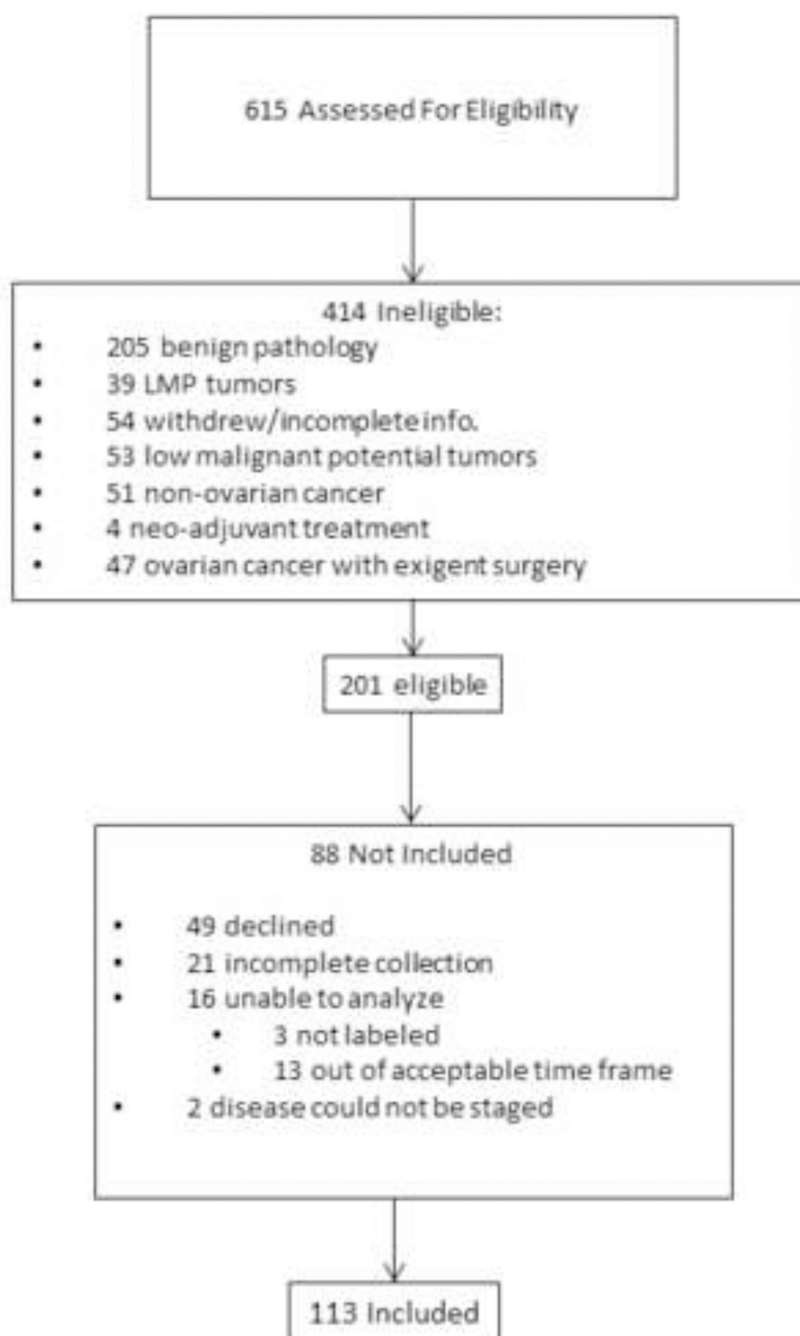 615 Assessed For Eligibility
414 Ineligible:
• 205 benign pathology
• 39 LMP tumors
• 54 withdrew/incomplete info.
• 53 low malignant potential tumors
• 51 non-ovarian cancer
• 4 neo-adjuvant treatment
• 47 ovarian cancer with exigent surgery
201 eligible
88 Not Included
• 49 declined
• 21 incomplete collection
• 16 unable to analyze
• 3 not labeled
• 13 out of acceptable time frame
• 2 disease could not be staged
113 Included